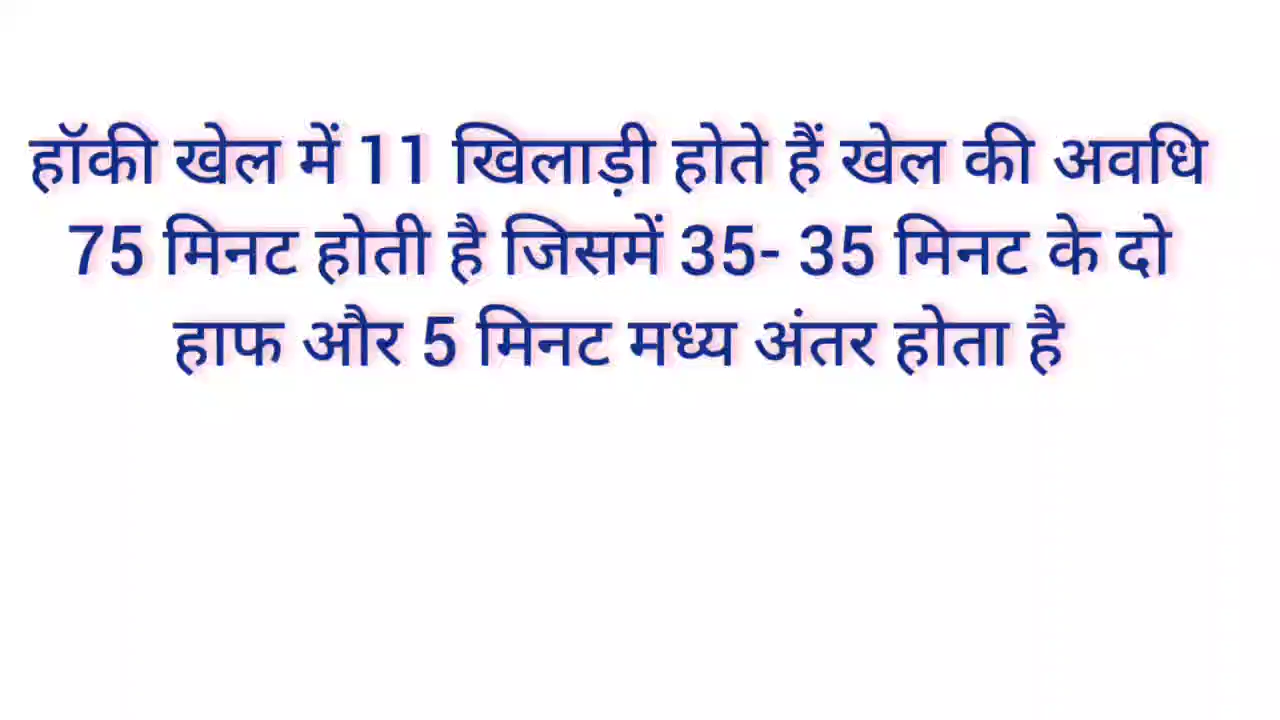 हॉकी खेल में 11 खिलाड़ी होते हैं खेल की अवधि
75 मिनट होती है जिसमें 35- 35 मिनट के दो
हाफ और 5 मिनट मध्य अंतर होता है